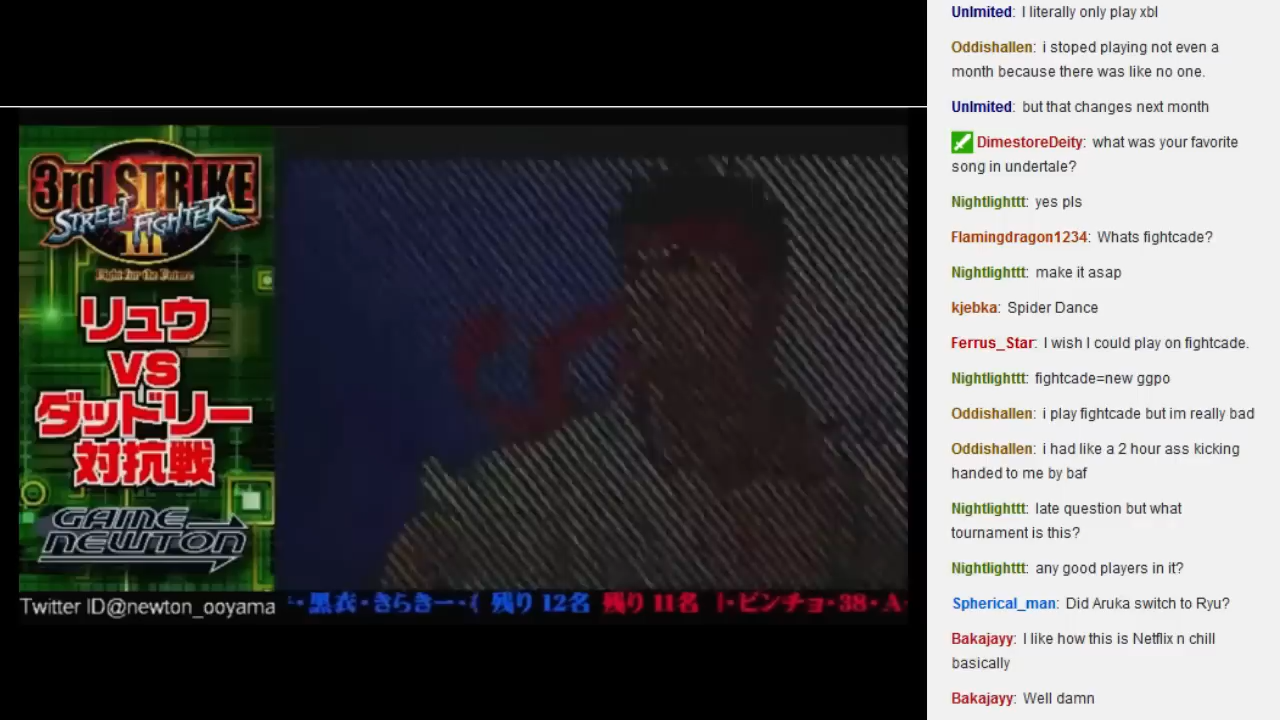 3rd STRIKE
STREET FIGHTER
III
Fight for the Future
リュウ
VS
ダッドリー
対抗戦
GAME
NEWTON
Twitter ID@newton_ooyama
・黒衣・きらきー・( 残り 12名 残り 11名 ・ピンチョ・38・A
Unlmited: I literally only play xbl
Oddishallen: i stoped playing not even a
month because there was like no one.
Unlmited: but that changes next month
DimestoreDeity: what was your favorite
song in undertale?
Nightlighttt: yes pls
Flamingdragon1234: Whats fightcade?
Nightlighttt: make it asap
kjebka: Spider Dance
Ferrus_Star: I wish I could play on fightcade.
Nightlighttt: fightcade=new ggpo
Oddishallen: i play fightcade but im really bad
Oddishallen: i had like a 2 hour ass kicking
handed to me by baf
Nightlighttt: late question but what
tournament is this?
Nightlighttt: any good players in it?
Spherical_man: Did Aruka switch to Ryu?
Bakajayy: I like how this is Netflix n chill
basically
Bakajayy: Well damn